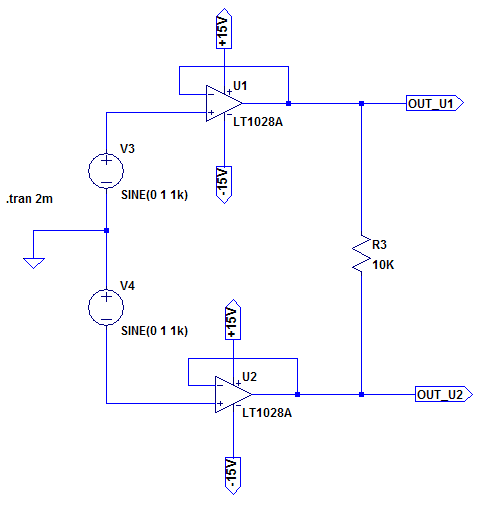 +15V
U1
OUT_U1
LT1028A
V3
-15V
.tran 2m
SINE(0 1 1k)
R3
10K
V4
+15V
SINE(0 1 1k)
U2
OUT_U2
LT1028A
-15V